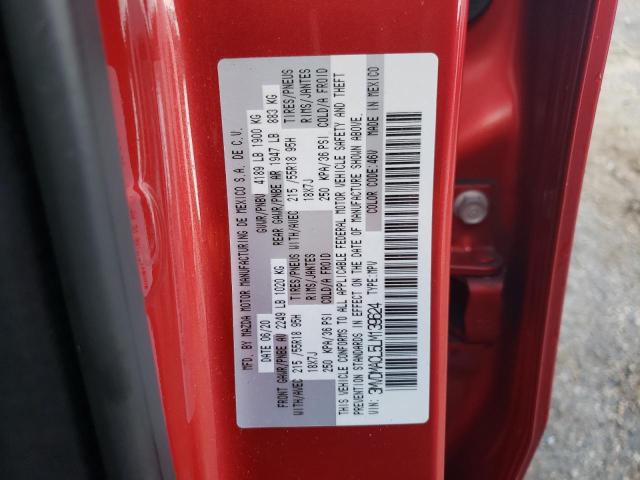 MFD. BY MAZDA MOTOR MANUFACTURING DE MEXICO S.A. DE C.V.
DATE 06/20 GVWR/PNBV 4189 LB 1900 KG
FRONT GAWR/PNBE AV 2249 LB 1020 KG REAR GAWR/PNBE AR 1947 LB 883 KG
TIRES/PNEUS WITH/AVEC 215 /55R18 95H TIRES/PNEUS WITH/AVEC 215 /55R18 95H
RIMS/JANTES 18X7J RIMS/JANTES 18X7J
COLD/A FROID 250 KPA/36 PSI COLD/A FROID 250 KPA/36 PSI
THIS VEHICLE CONFORMS TO ALL APPLICABLE FEDERAL MOTOR VEHICLE SAFETY AND THEFT
PREVENTION STANDARDS IN EFFECT ON THE DATE OF MANUFACTURE SHOWN ABOVE.
VIN: 3MVDMACL5LM139624 TYPE:MPV COLOR CODE:46V MADE IN MEXICO